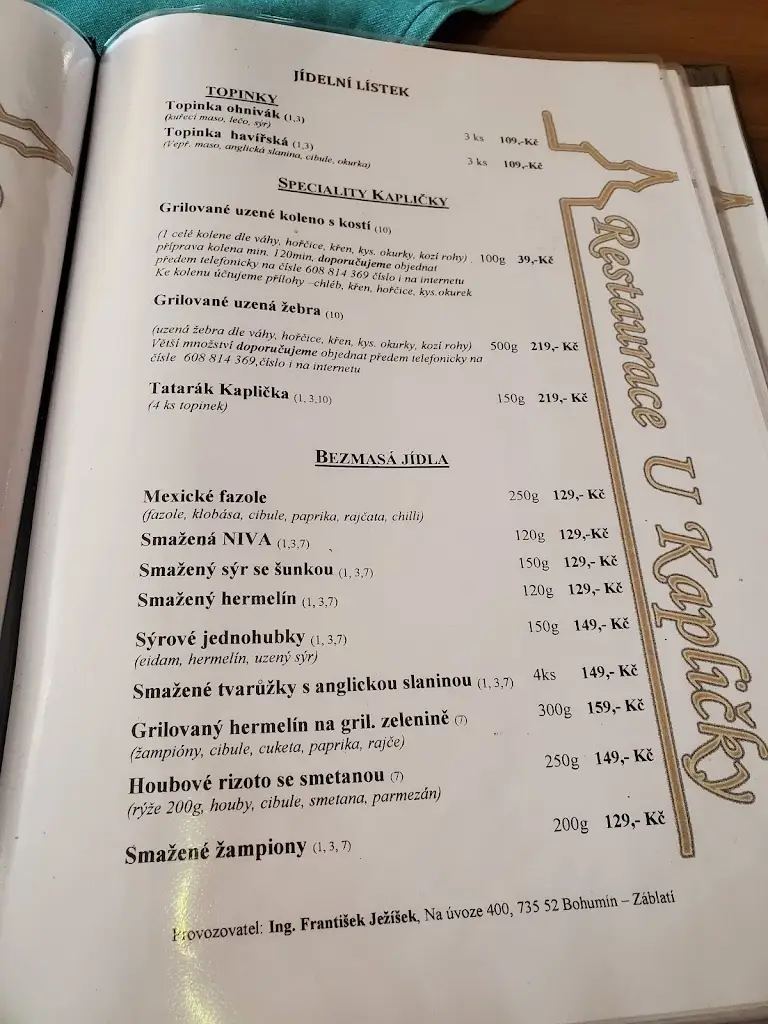 JÍDELNÍ LÍSTEK
TOPINKY
Topinka ohnivák (1,3) 3 ks 109,-Kč
(kuřecí maso, lečo, sýr)
Topinka havířská (1,3) 3 ks 109,-Kč
(Vepř. maso, anglická slanina, cibule, okurka)
SPECIALITY KAPLIČKY
Grilované uzené koleno s kostí (10)
(1 celé kolene dle váhy, hořčice, křen, kys. okurky, kozí rohy) . 100g 39,-Kč
příprava kolena min. 120min, doporučujeme objednat
předem telefonicky na čísle 608 814 369 číslo i na internetu
Ke kolenu účtujeme přílohy –chléb, křen, hořčice, kys.okurek
Grilované uzená žebra (10)
(uzená žebra dle váhy, hořčice, křen, kys. okurky, kozí rohy) 500g 219,- Kč
Větší množství doporučujeme objednat předem telefonicky na
čísle 608 814 369,číslo i na internetu
Tatarák Kaplička (1, 3,10) 150g 219,- Kč
(4 ks topinek)
BEZMASÁ JÍDLA
Mexické fazole 250g 129,- Kč
(fazole, klobása, cibule, paprika, rajčata, chilli)
Smažená NIVA (1,3,7) 120g 129,-Kč
Smažený sýr se šunkou (1, 3,7) 150g 129,- Kč
Smažený hermelín (1, 3,7) 120g 129,- Kč
Sýrové jednohubky (1, 3,7) 150g 149,- Kč
(eidam, hermelín, uzený sýr)
Smažené tvarůžky s anglickou slaninou (1,3,7) 4ks 149,- Kč
Grilovaný hermelín na gril. zelenině (7) 300g 159,- Kč
(žampióny, cibule, cuketa, paprika, rajče)
Houbové rizoto se smetanou (7) 250g 149,- Kč
(rýže 200g, houby, cibule, smetana, parmezán)
Smažené žampiony (1, 3, 7) 200g 129,- Kč
Provozovatel: Ing. František Ježíšek, Na úvoze 400, 735 52 Bohumín – Záblatí
Restaurace U Kapličky